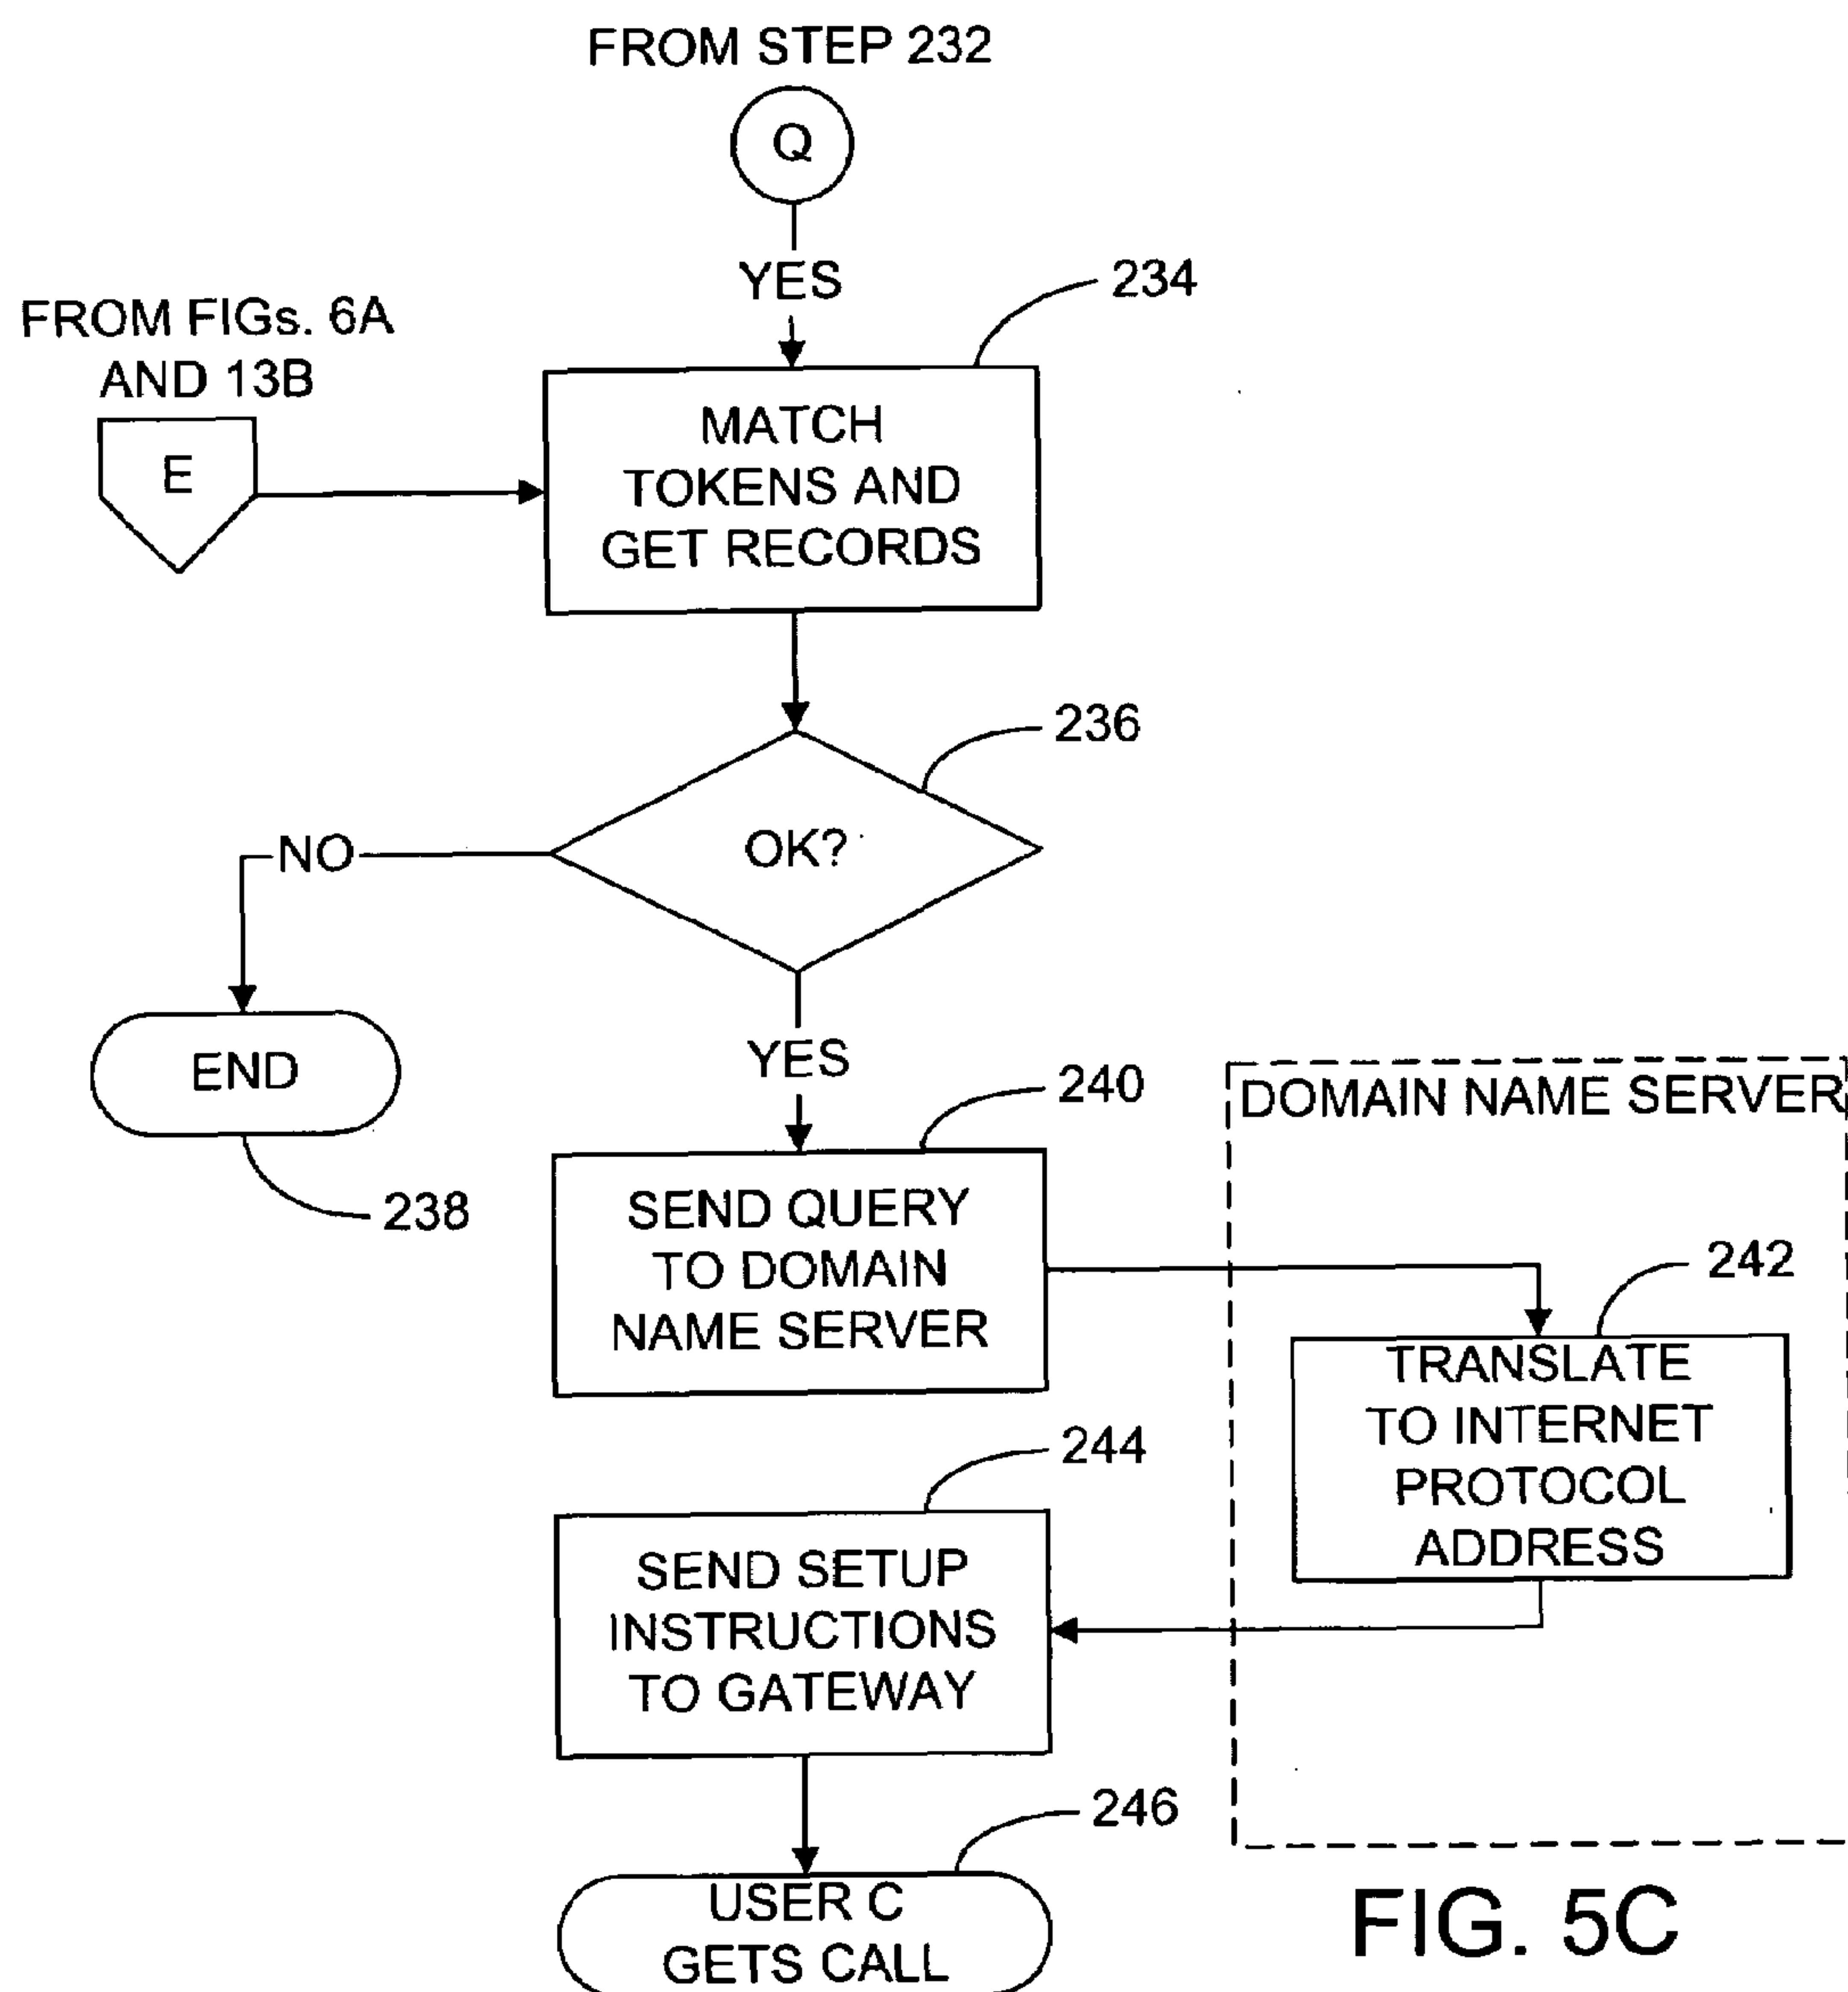 FROM STEP 232
Q
YES
234
FROM FIGs. 6A
AND 13B
E
MATCH
TOKENS AND
GET RECORDS
236
OK?
NO
END
238
YES
240
SEND QUERY
TO DOMAIN
NAME SERVER
DOMAIN NAME SERVER
242
TRANSLATE
TO INTERNET
PROTOCOL
ADDRESS
244
SEND SETUP
INSTRUCTIONS
TO GATEWAY
246
USER C
GETS CALL
FIG. 5C